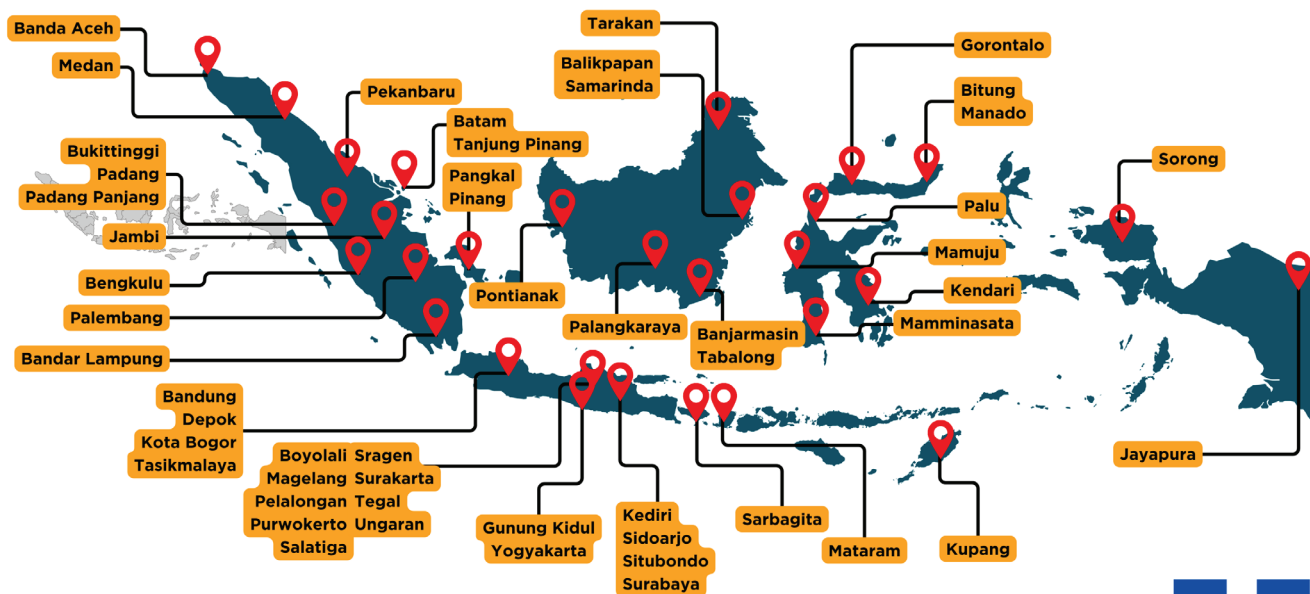 Banda Aceh
Medan
Pekanbaru
Batam
Tanjung Pinang
Bukittinggi
Padang
Padang Panjang
Pangkal
Pinang
Jambi
Bengkulu
Palembang
Bandar Lampung
Tarakan
Balikpapan
Samarinda
Gorontalo
Bitung
Manado
Sorong
Palu
Mamuju
Kendari
Mamminasata
Pontianak
Palangkaraya
Banjarmasin
Tabalong
Bandung
Depok
Kota Bogor
Tasikmalaya
Boyolali Sragen
Magelang Surakarta
Pelalongan Tegal
Purwokerto Ungaran
Salatiga
Gunung Kidul
Yogyakarta
Kediri
Sidoarjo
Situbondo
Surabaya
Sarbagita
Mataram
Kupang
Jayapura